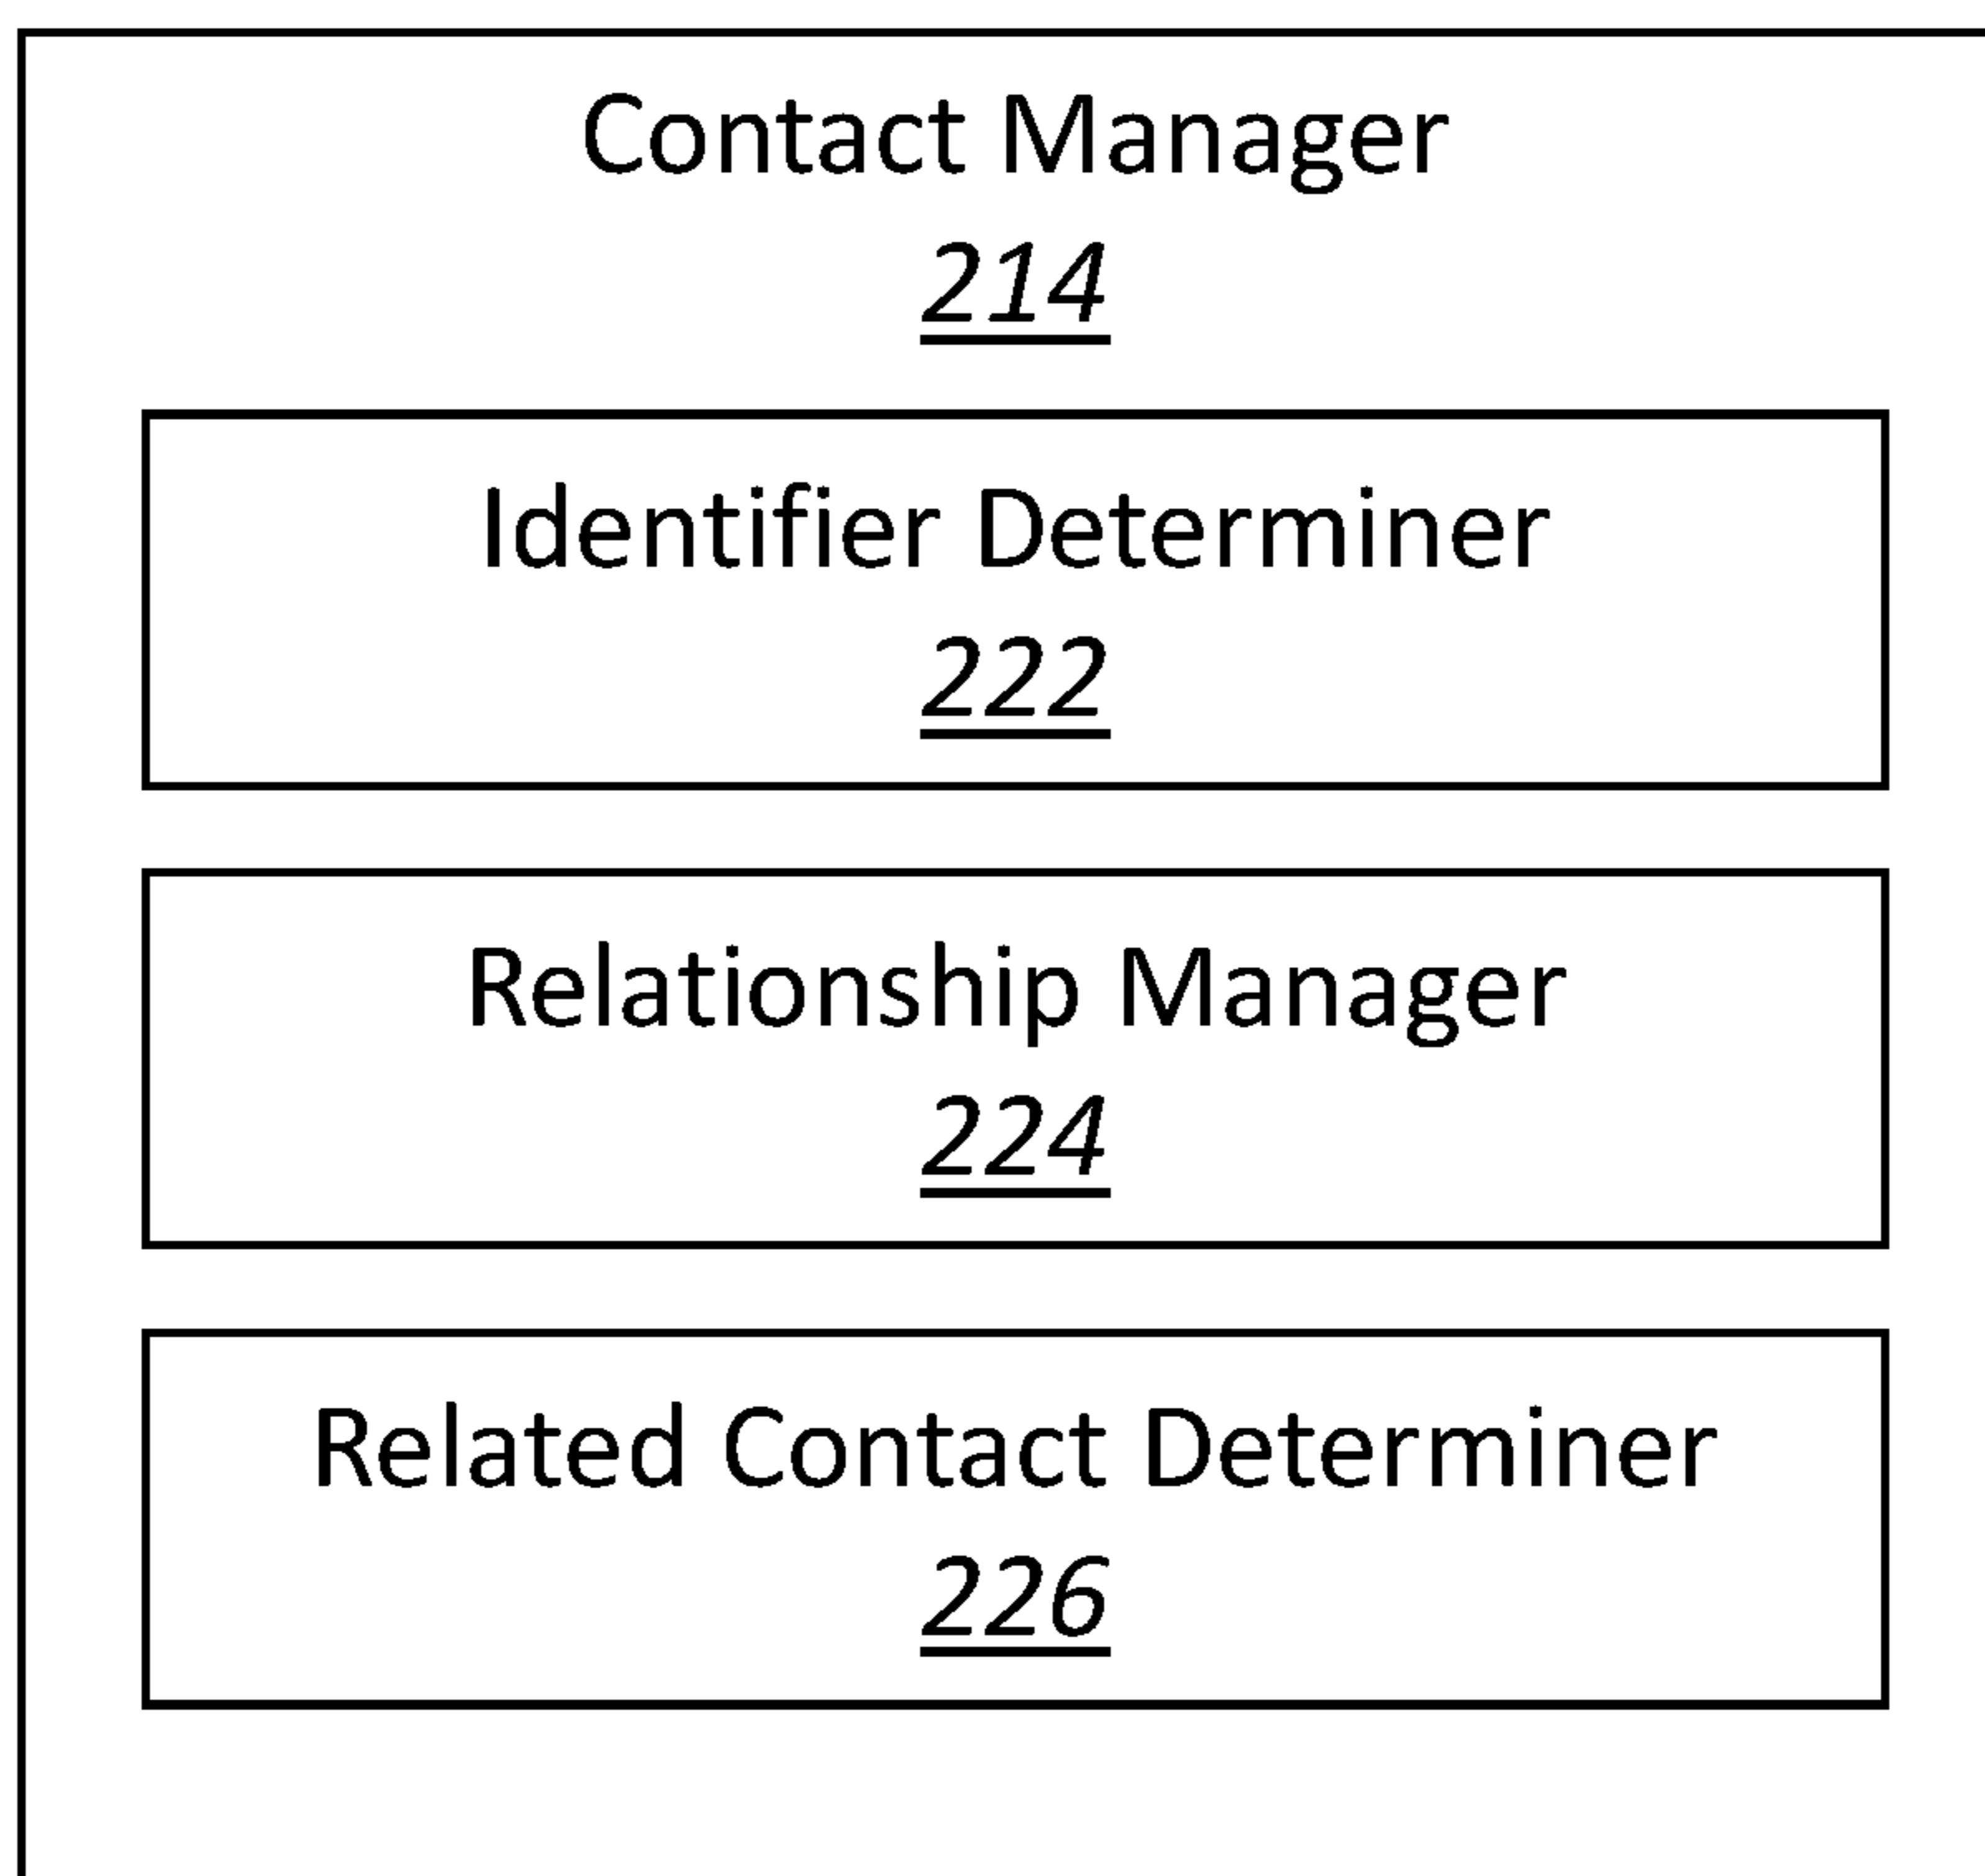 Contact Manager
214
Identifier Determiner
222
Relationship Manager
224
Related Contact Determiner
226